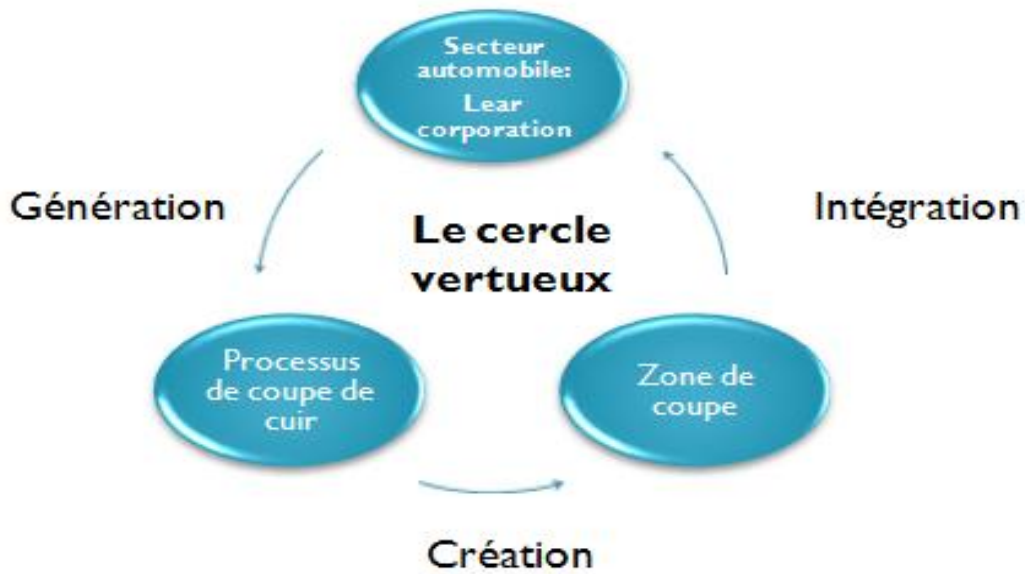 Secteur
automobile:
Lear
corporation
Génération
Intégration
Le cercle
vertueux
Processus
de coupe de
cuir
Zone de
coupe
Création